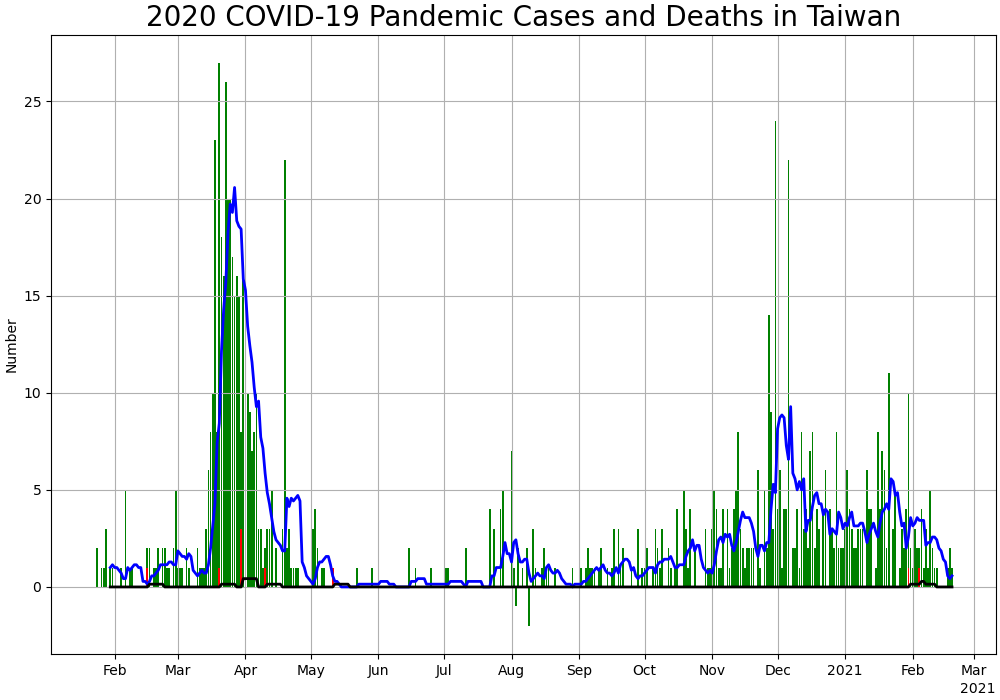 2020 COVID-19 Pandemic Cases and Deaths in Taiwan
25
20
15
10
5
0
Number
Feb Mar Apr May Jun Jul Aug Sep Oct Nov Dec 2021 Feb Mar
2021